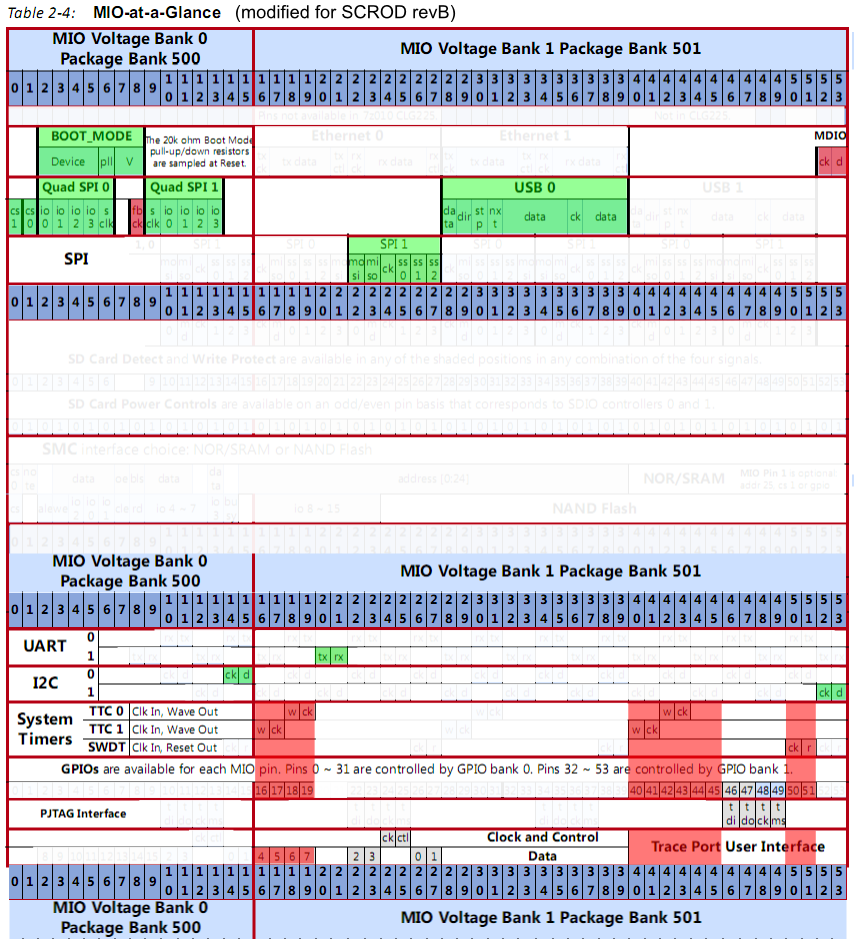 Table 2-4: MIO-at-a-Glance (modified for SCROD revB)
MIO Voltage Bank 0
Package Bank 500
MIO Voltage Bank 1 Package Bank 501
0 1 2 3 4 5 6 7 8 9 10 11 12 13 14 15 16 17 18 19 20 21 22 23 24 25 26 27 28 29 30 31 32 33 34 35 36 37 38 39 40 41 42 43 44 45 46 47 48 49 50 51 52 53
Pins not available in 7z010 CLG225
Not in CLG225
BOOT_MODE
Device pll V
The 20k ohm Boot Mode
pull-up/down resistors
are sampled at Reset.
Ethernet 0
Ethernet 1
MDIO
tx data
rx data
tx data
rx data
ck d
Quad SPI 0
Quad SPI 1
USB 0
USB 1
cs 1 cs 0 io 0 io 1 io 2 io 3 s clk fb ck s clk io 0 io 1 io 2 io 3
da ta dir st p nx t data ck data
SPI
SPI 1
SPI 0
SPI 1
SPI 0
SPI 1
SPI 0
mo si mi so ck ss 0 ss 1 ss 2
0 1 2 3 4 5 6 7 8 9 10 11 12 13 14 15 16 17 18 19 20 21 22 23 24 25 26 27 28 29 30 31 32 33 34 35 36 37 38 39 40 41 42 43 44 45 46 47 48 49 50 51 52 53
SD Card Detect and Write Protect are available in any of the shaded positions in any combination of the four signals.
SD Card Power Controls are available on an odd/even pin basis that corresponds to SDIO controllers 0 and 1.
SMC interface choice: NOR/SRAM or NAND Flash
data
data
address [0:24]
NOR/SRAM
MIO Pin 1 is optional
addr 25, cs 1 or gpio
io 4 ~ 7
io 8 ~ 15
NAND Flash
MIO Voltage Bank 0
Package Bank 500
MIO Voltage Bank 1 Package Bank 501
0 1 2 3 4 5 6 7 8 9 10 11 12 13 14 15 16 17 18 19 20 21 22 23 24 25 26 27 28 29 30 31 32 33 34 35 36 37 38 39 40 41 42 43 44 45 46 47 48 49 50 51 52 53
UART 0
1 tx rx
I2C 0 ck d
1 ck d
System
Timers
TTC 0 Clk In, Wave Out w ck w ck
TTC 1 Clk In, Wave Out w ck w ck
SWDT Clk In, Reset Out ck r
GPIOs are available for each MIO pin. Pins 0 ~ 31 are controlled by GPIO bank 0. Pins 32 ~ 53 are controlled by GPIO bank 1.
16 17 18 19 40 41 42 43 44 45 46 47 48 49 50 51
PJTAG Interface t di t do t ck t ms
ck ctl Clock and Control
4 5 6 7 2 3 0 1 Data
Trace Port User Interface
0 1 2 3 4 5 6 7 8 9 10 11 12 13 14 15 16 17 18 19 20 21 22 23 24 25 26 27 28 29 30 31 32 33 34 35 36 37 38 39 40 41 42 43 44 45 46 47 48 49 50 51 52 53
MIO Voltage Bank 0
Package Bank 500
MIO Voltage Bank 1 Package Bank 501